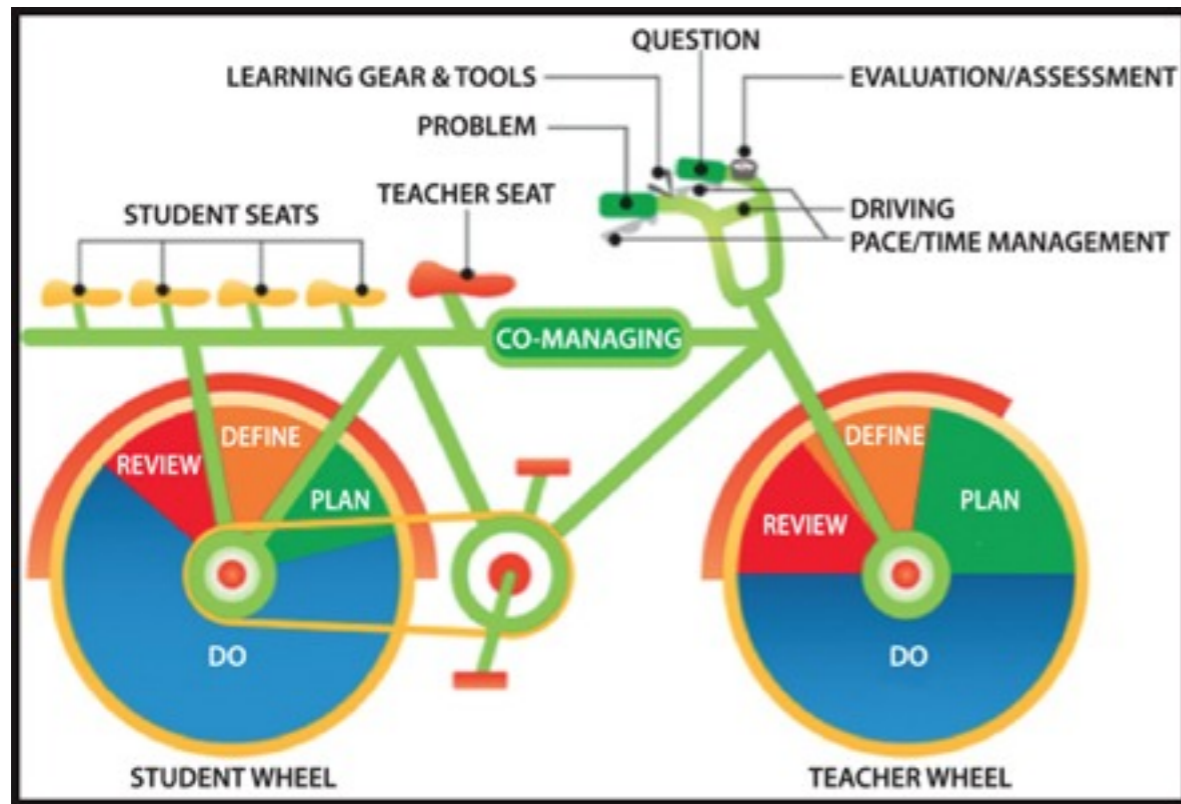 QUESTION
LEARNING GEAR & TOOLS
EVALUATION/ASSESSMENT
PROBLEM
TEACHER SEAT
STUDENT SEATS
DRIVING
PACE/TIME MANAGEMENT
CO-MANAGING
REVIEW
DEFINE
PLAN
DO
REVIEW
DEFINE
PLAN
DO
STUDENT WHEEL
TEACHER WHEEL